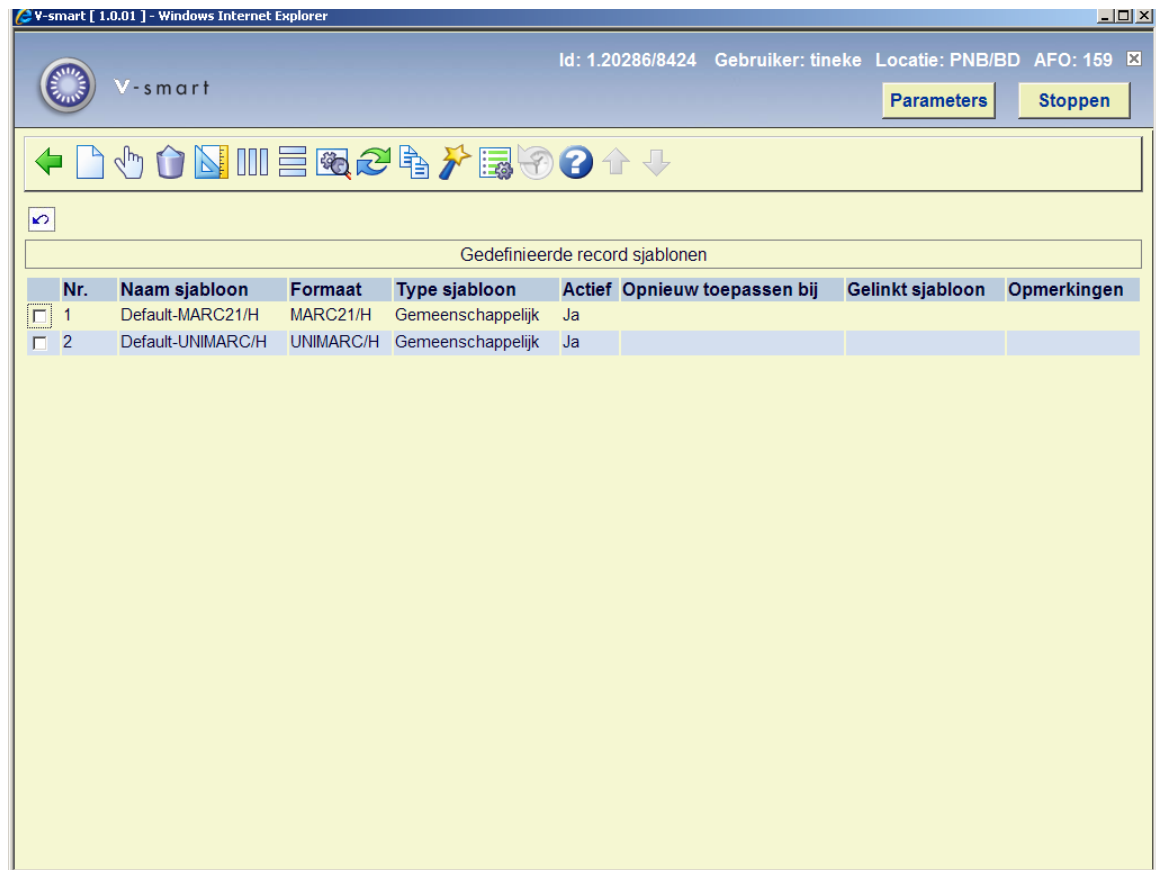 V-smart [ 1.0.01 ] - Windows Internet Explorer
Id: 1.20286/8424 Gebruiker: tineke Locatie: PNB/BD AFO: 159
V-smart
Parameters Stoppen
Gedefinieerde record sjablonen
Nr. Naam sjabloon Formaat Type sjabloon Actief Opnieuw toepassen bij Gelinkt sjabloon Opmerkingen
1 Default-MARC21/H MARC21/H Gemeenschappelijk Ja
2 Default-UNIMARC/H UNIMARC/H Gemeenschappelijk Ja